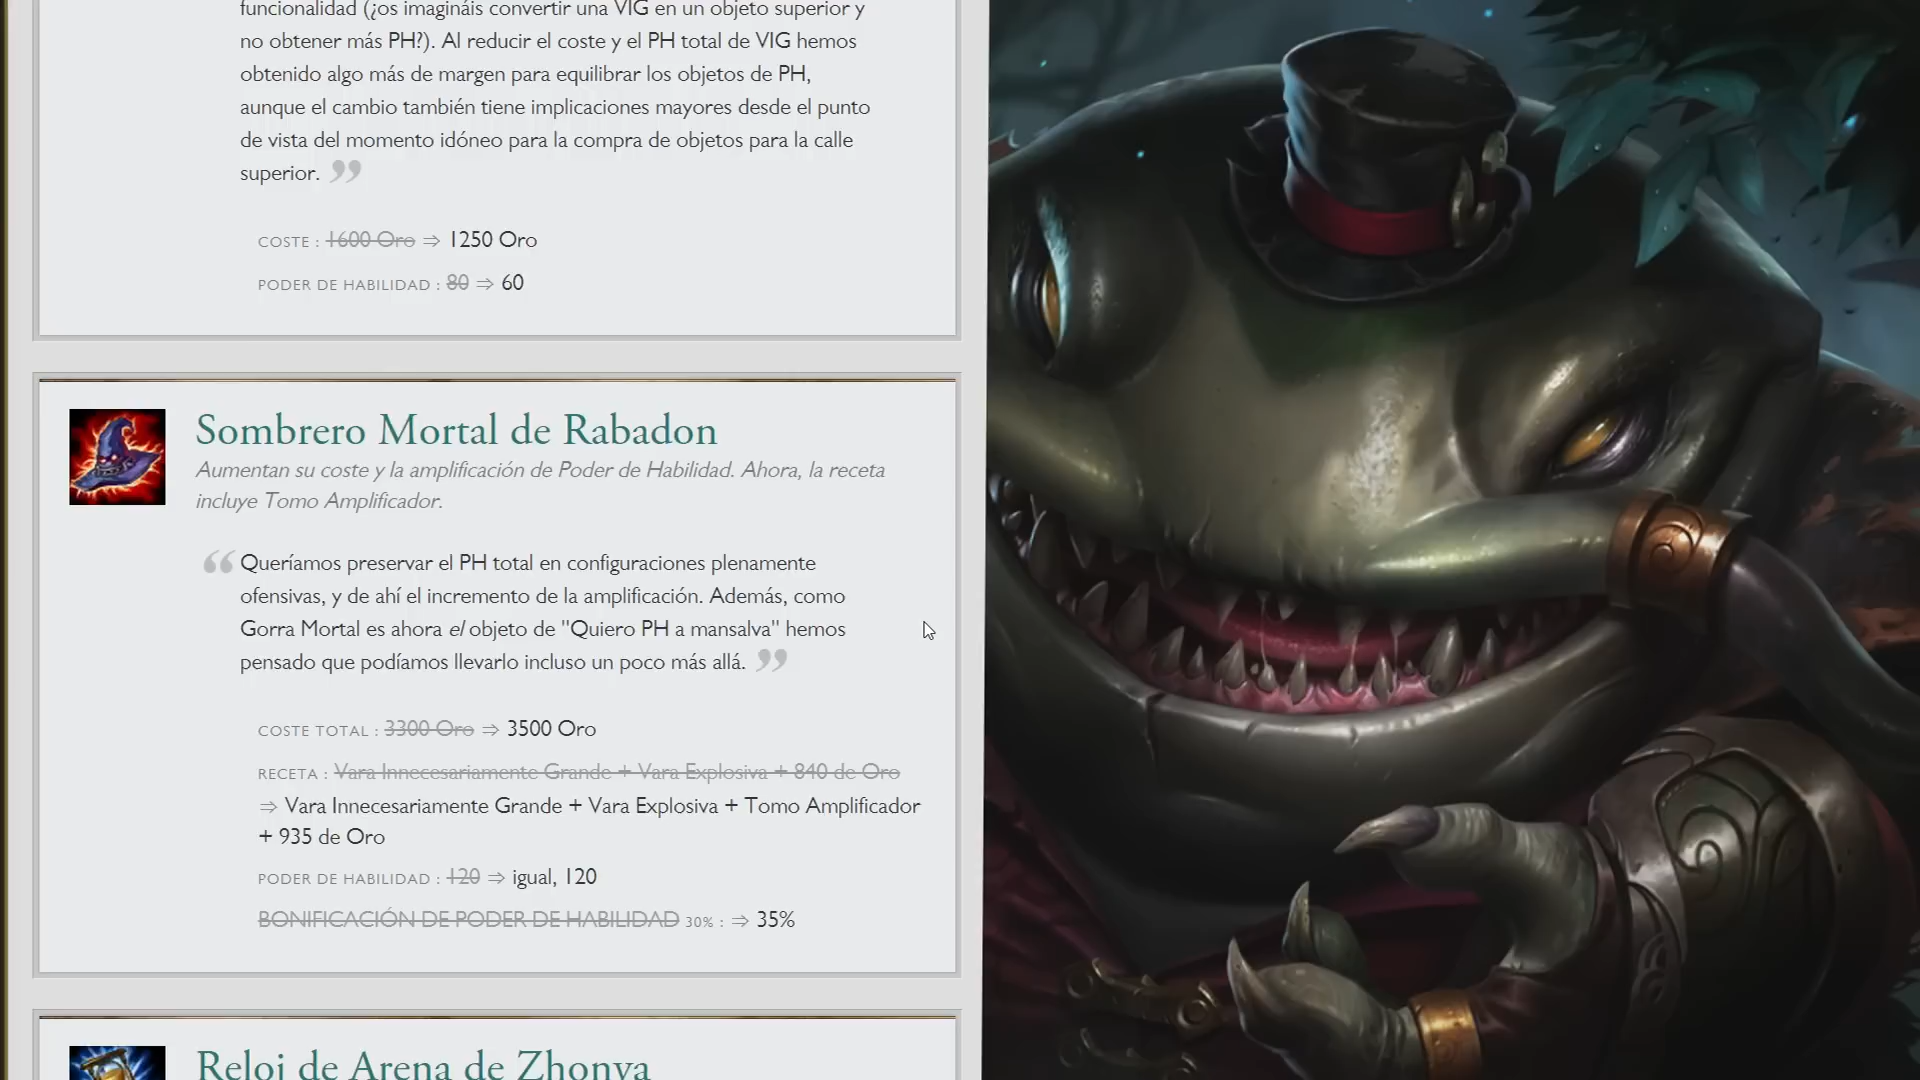 funcionalidad (¿os imagináis convertir una VIG en un objeto superior y
no obtener más PH?). Al reducir el coste y el PH total de VIG hemos
obtenido algo más de margen para equilibrar los objetos de PH,
aunque el cambio también tiene implicaciones mayores desde el punto
de vista del momento idóneo para la compra de objetos para la calle
superior. ”
COSTE : 1600 Oro ⇒ 1250 Oro
PODER DE HABILIDAD : 80 ⇒ 60
Sombrero Mortal de Rabadon
Aumentan su coste y la amplificación de Poder de Habilidad. Ahora, la receta
incluye Tomo Amplificador.
“ Queríamos preservar el PH total en configuraciones plenamente
ofensivas, y de ahí el incremento de la amplificación. Además, como
Gorra Mortal es ahora el objeto de "Quiero PH a mansalva" hemos
pensado que podíamos llevarlo incluso un poco más allá. ”
COSTE TOTAL : 3300 Oro ⇒ 3500 Oro
RECETA : Vara Innecesariamente Grande + Vara Explosiva + 840 de Oro
⇒ Vara Innecesariamente Grande + Vara Explosiva + Tomo Amplificador
+ 935 de Oro
PODER DE HABILIDAD : 120 ⇒ igual, 120
BONIFICACIÓN DE PODER DE HABILIDAD 30% : ⇒ 35%
Reloj de Arena de Zhonya